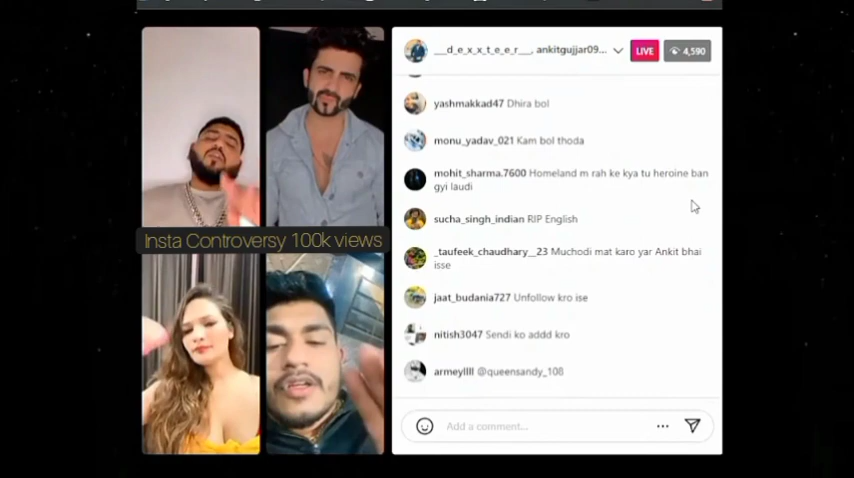 ___d_e_x_x_t_e_e_r___, ankitgujjar09...
LIVE
4,590
yashmakkad47 Dhira bol
monu_yadav_021 Kam bol thoda
mohit_sharma.7600 Homeland m rah ke kya tu heroine ban
gyi laudi
sucha_singh_indian RIP English
Insta Controversy 100k views
_taufeek_chaudhary__23 Muchodi mat karo yar Ankit bhai
isse
jaat_budania727 Unfollow kro ise
nitish3047 Sendi ko addd kro
armeyllll @queensandy_108
Add a comment...